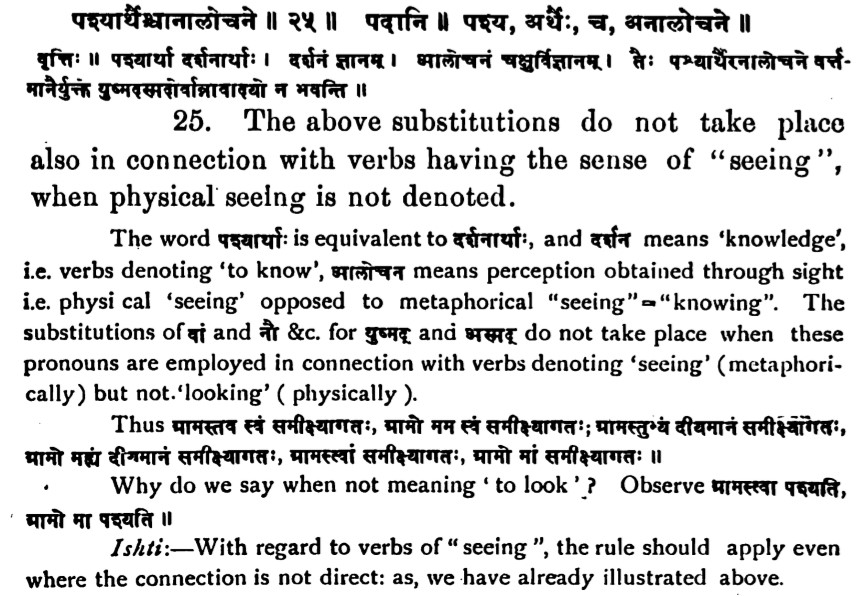 पश्यार्थैश्चानालोचने ॥ २५ ॥ पदानि ॥ पश्य, अर्थैः, च, अनालोचने ॥
वृत्तिः ॥ पश्यार्था दर्शनार्थाः । दर्शनं ज्ञानम् । आलोचनं चक्षुर्विज्ञानम् । तैः पश्यार्थैरनालोचने वर्त्त-
मानैर्युक्ते युष्मदस्मदोर्वान्नावादयो न भवन्ति ॥
25. The above substitutions do not take place
also in connection with verbs having the sense of "seeing",
when physical seeing is not denoted.
The word पश्यार्थाः is equivalent to दर्शनार्थाः, and दर्शन means 'knowledge',
i.e. verbs denoting 'to know', आलोचन means perception obtained through sight
i.e. physi cal 'seeing' opposed to metaphorical "seeing"="knowing". The
substitutions of वां and नौ &c. for युष्मद् and अस्मद् do not take place when these
pronouns are employed in connection with verbs denoting 'seeing' (metaphori-
cally) but not 'looking' ( physically ).
Thus ग्रामस्तव स्वं समीक्ष्यागतः, ग्रामो मम स्वं समीक्ष्यागतः; ग्रामस्तुभ्यं दीयमानं समीक्ष्यागतः,
ग्रामो मह्यं दीयमानं समीक्ष्यागतः, ग्रामस्त्वां समीक्ष्यागतः, ग्रामो मां समीक्ष्यागतः ॥
Why do we say when not meaning ' to look ' ? Observe ग्रामस्त्वा पश्यति,
ग्रामो मा पश्यति ॥
Ishti:—With regard to verbs of "seeing", the rule should apply even
where the connection is not direct: as, we have already illustrated above.